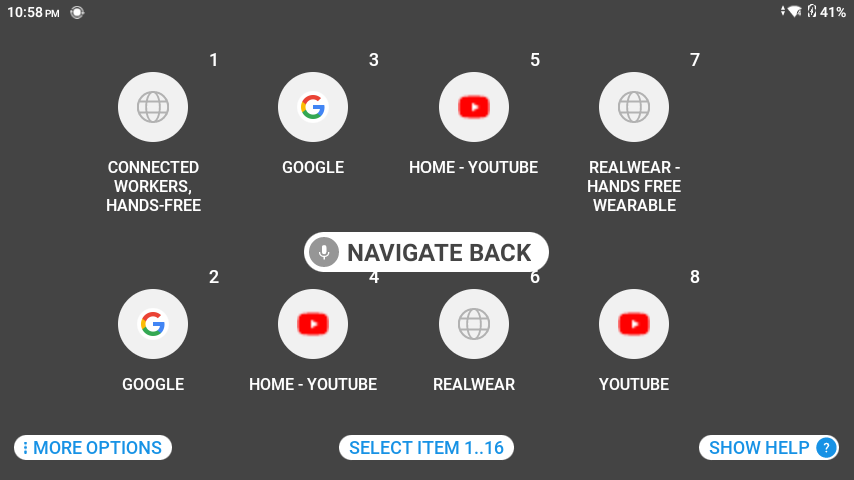 10:58 PM
41%
1
3
5
7
CONNECTED
WORKERS,
HANDS-FREE
GOOGLE
HOME - YOUTUBE
REALWEAR -
HANDS FREE
WEARABLE
NAVIGATE BACK
2
4
6
8
GOOGLE
HOME - YOUTUBE
REALWEAR
YOUTUBE
MORE OPTIONS
SELECT ITEM 1..16
SHOW HELP ?